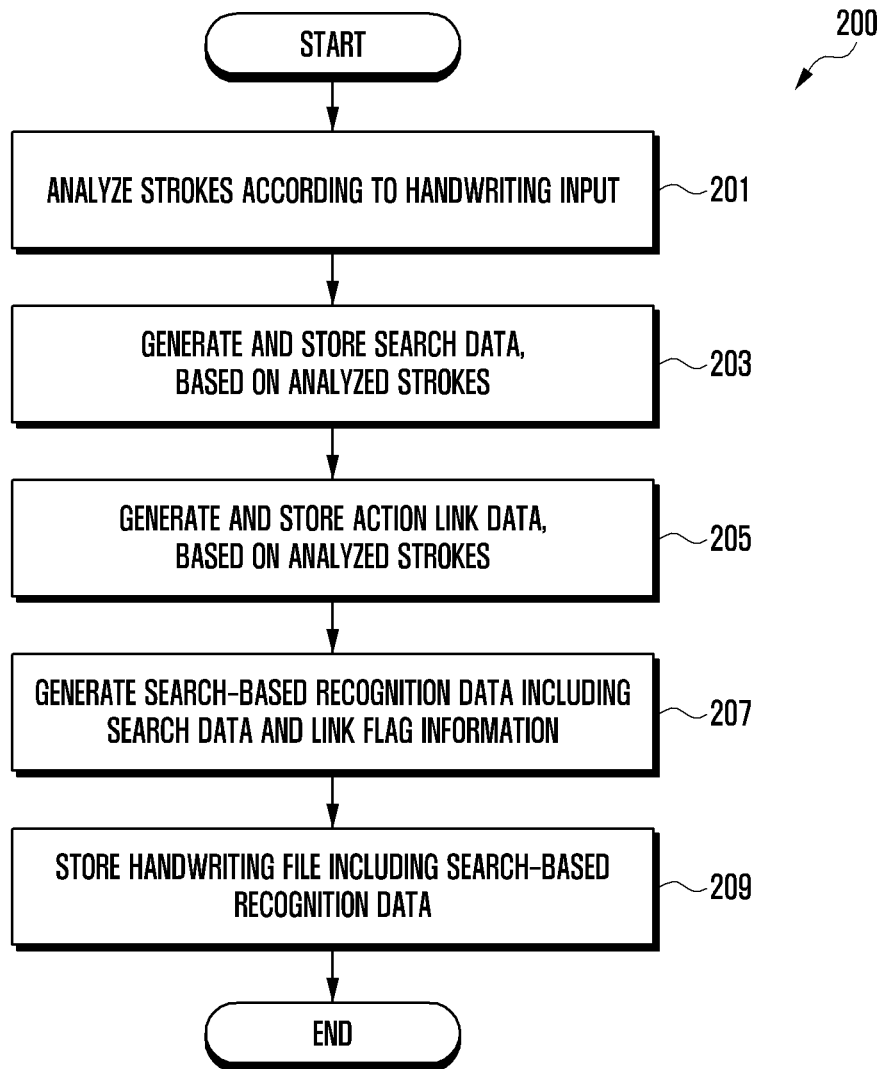 200
START
ANALYZE STROKES ACCORDING TO HANDWRITING INPUT
201
GENERATE AND STORE SEARCH DATA,
BASED ON ANALYZED STROKES
203
GENERATE AND STORE ACTION LINK DATA,
BASED ON ANALYZED STROKES
205
GENERATE SEARCH-BASED RECOGNITION DATA INCLUDING
SEARCH DATA AND LINK FLAG INFORMATION
207
STORE HANDWRITING FILE INCLUDING SEARCH-BASED
RECOGNITION DATA
209
END